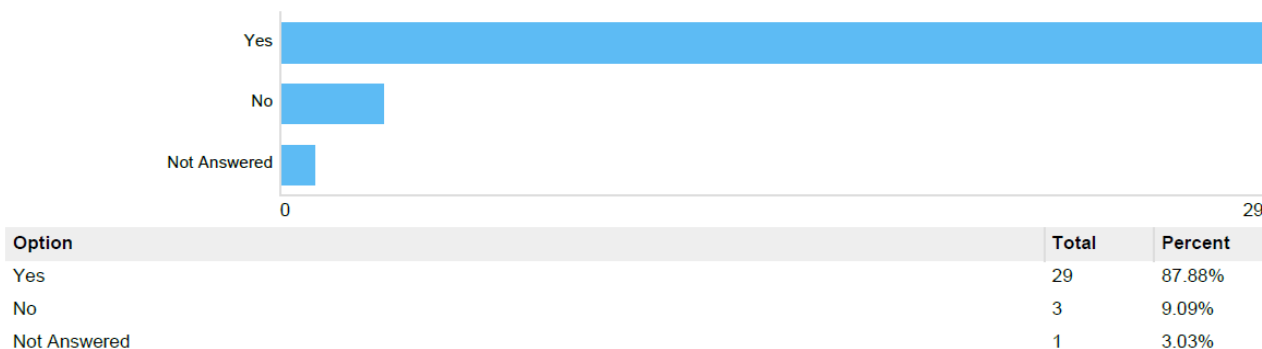 Yes
No
Not Answered
0 29
Option Total Percent
Yes 29 87.88%
No 3 9.09%
Not Answered 1 3.03%